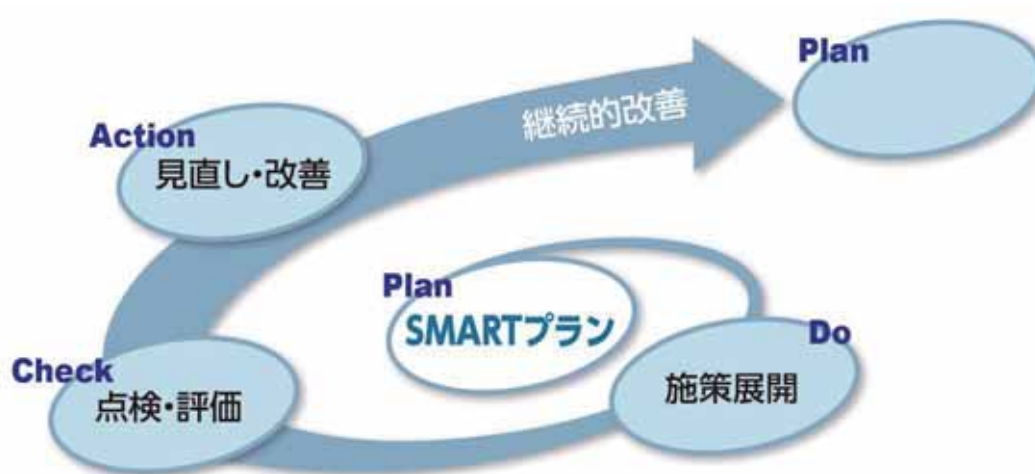 Plan
継続的改善
Action
見直し・改善
Plan
SMARTプラン
Do
施策展開
Check
点検・評価